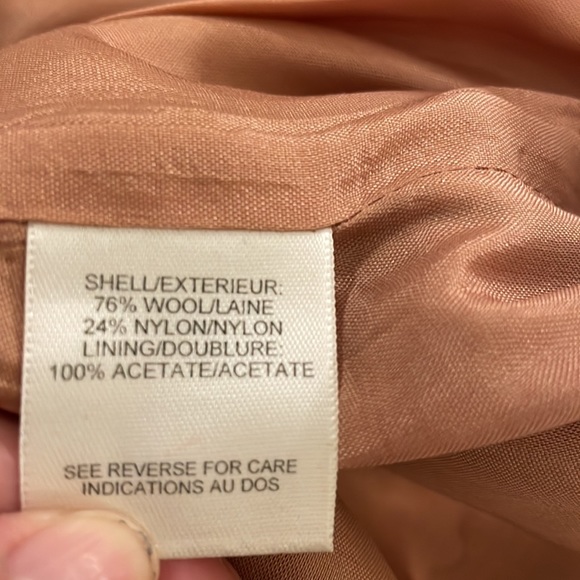 SHELL/EXTERIEUR:
76% WOOL/LAINE
24% NYLON/NYLON
LINING/DOUBLURE:
100% ACETATE/ACETATE
SEE REVERSE FOR CARE
INDICATIONS AU DOS